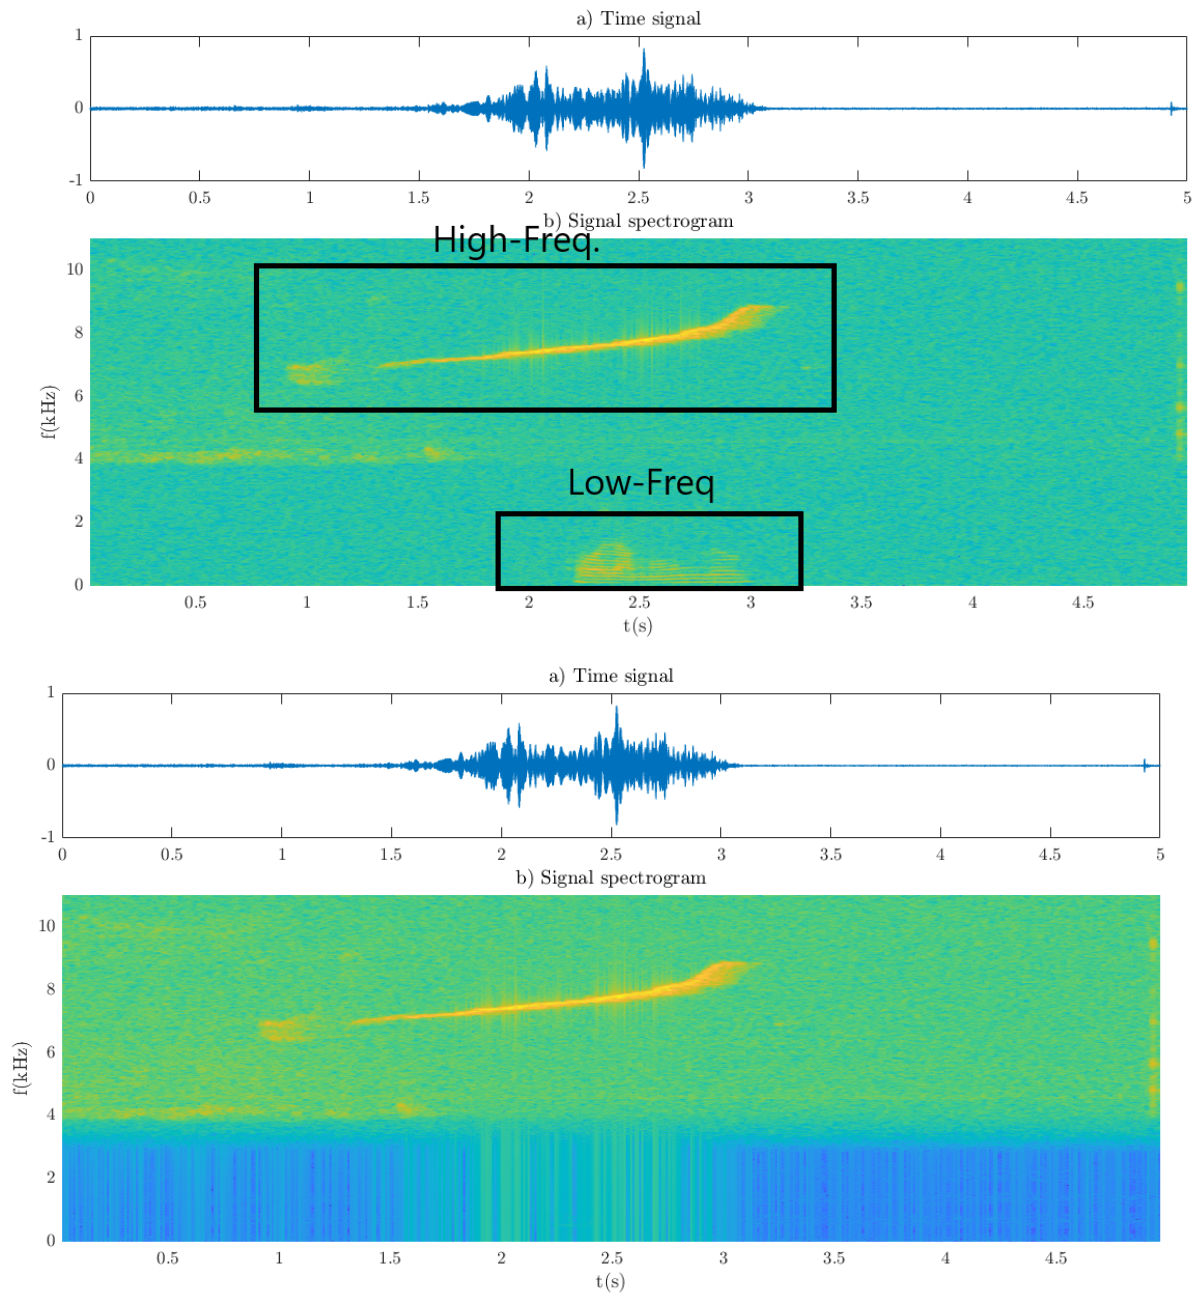 a) Time signal
1
0
-1
0 0.5 1 1.5 2 2.5 3 3.5 4 4.5 5
b) Signal spectrogram
High-Freq.
10
8
6
4
2
0
f(kHz)
Low-Freq
0.5 1 1.5 2 2.5 3 3.5 4 4.5
t(s)
a) Time signal
1
0
-1
0 0.5 1 1.5 2 2.5 3 3.5 4 4.5 5
b) Signal spectrogram
10
8
6
4
2
0
f(kHz)
0.5 1 1.5 2 2.5 3 3.5 4 4.5
t(s)